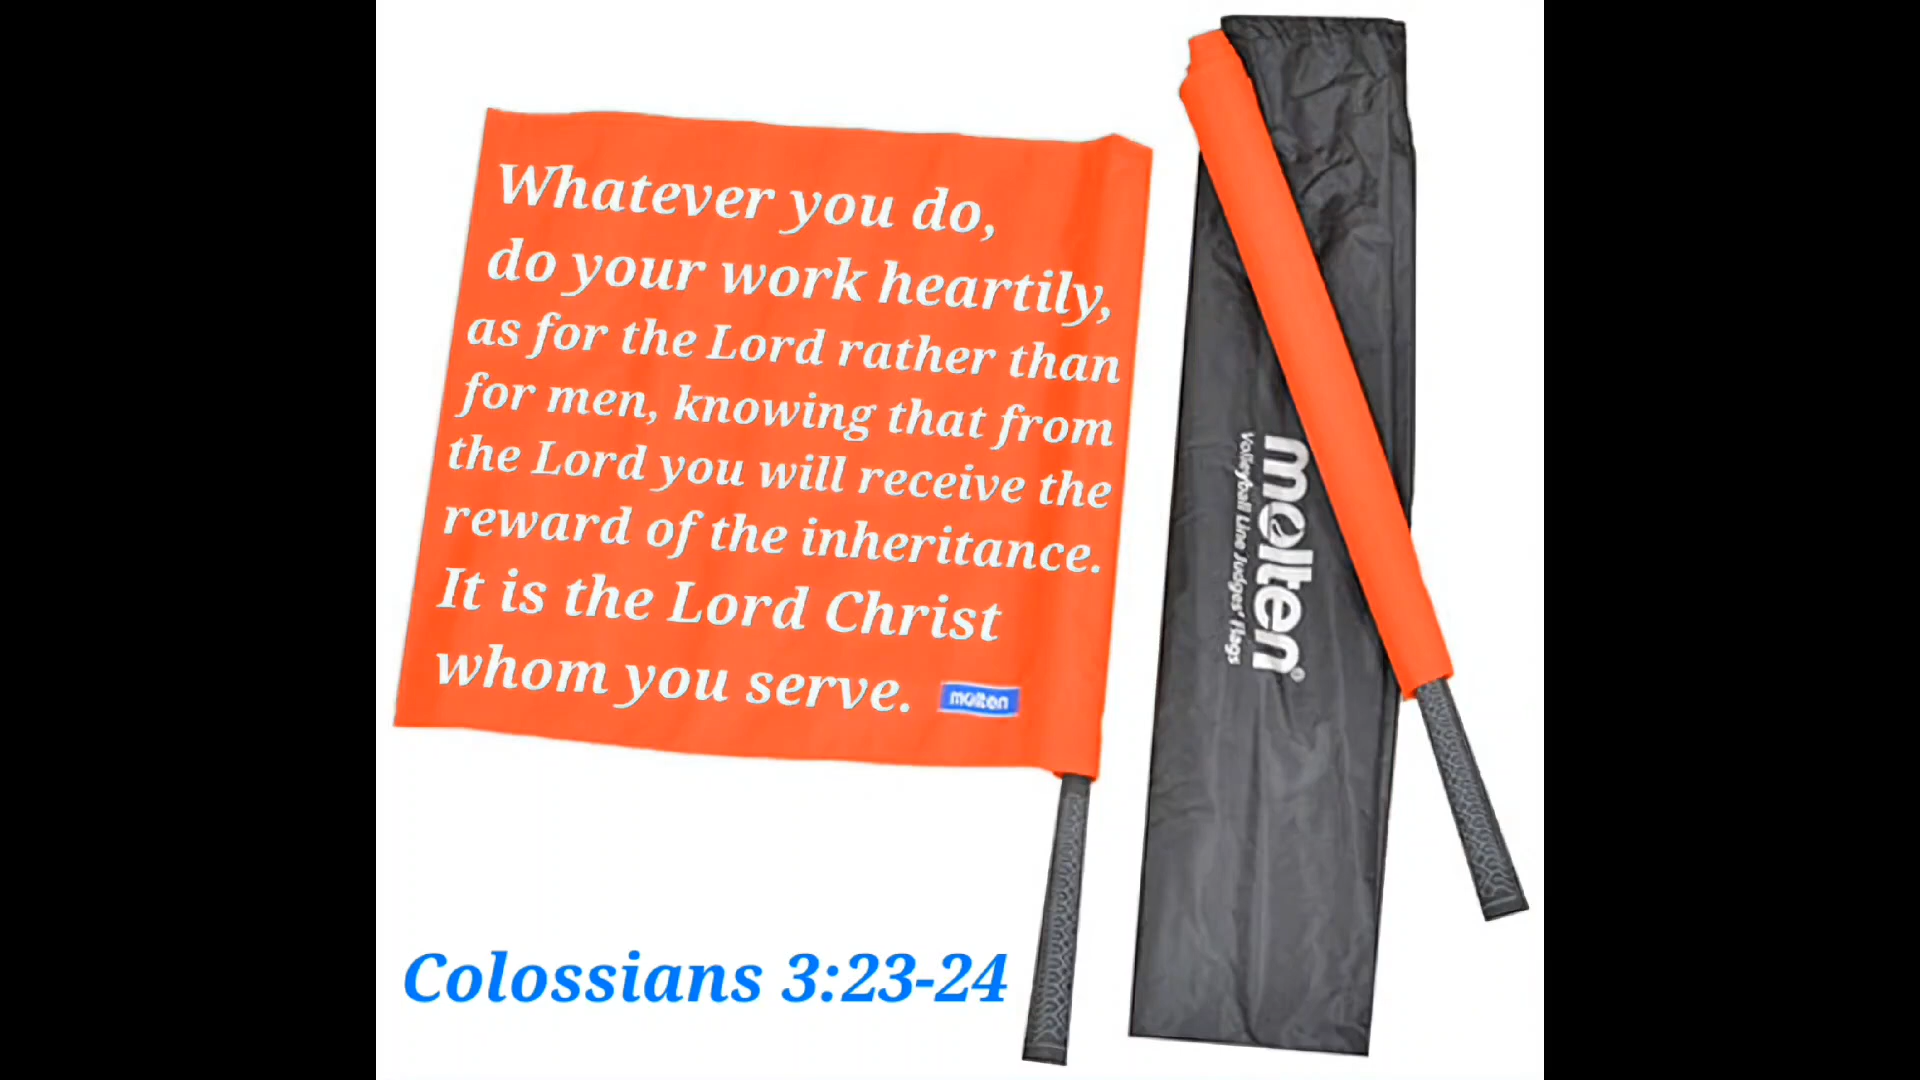 Whatever you do,
do your work heartily,
as for the Lord rather than
for men, knowing that from
the Lord you will receive the
reward of the inheritance.
It is the Lord Christ
whom you serve.
molten
Colossians 3:23-24
molten®
Volleyball Line Judges' Flags